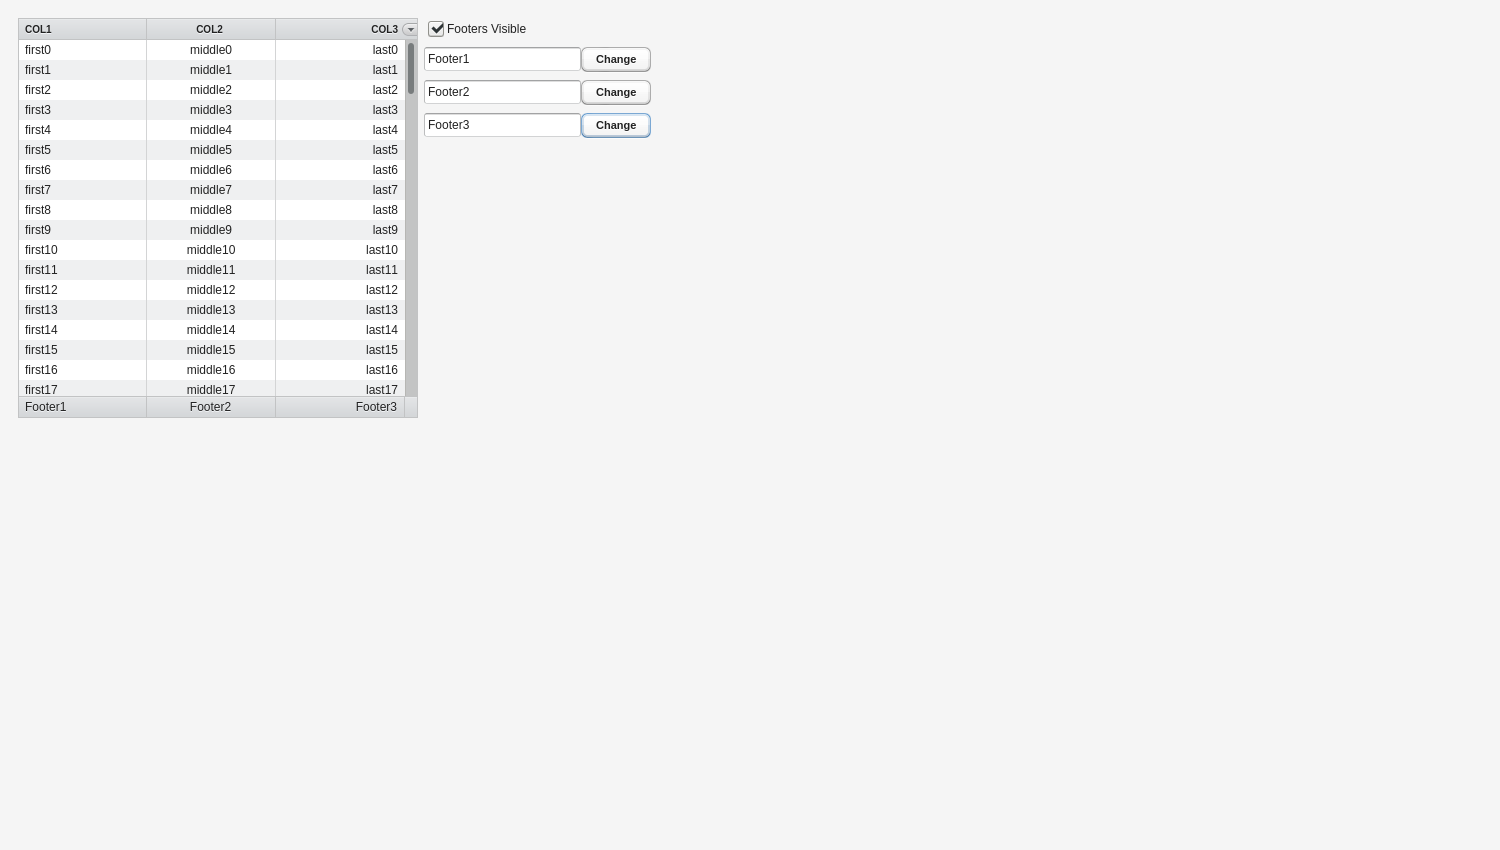 COL1 COL2 COL3
first0 middle0 last0
first1 middle1 last1
first2 middle2 last2
first3 middle3 last3
first4 middle4 last4
first5 middle5 last5
first6 middle6 last6
first7 middle7 last7
first8 middle8 last8
first9 middle9 last9
first10 middle10 last10
first11 middle11 last11
first12 middle12 last12
first13 middle13 last13
first14 middle14 last14
first15 middle15 last15
first16 middle16 last16
first17 middle17 last17
Footer1 Footer2 Footer3
Footers Visible
Footer1 Change
Footer2 Change
Footer3 Change